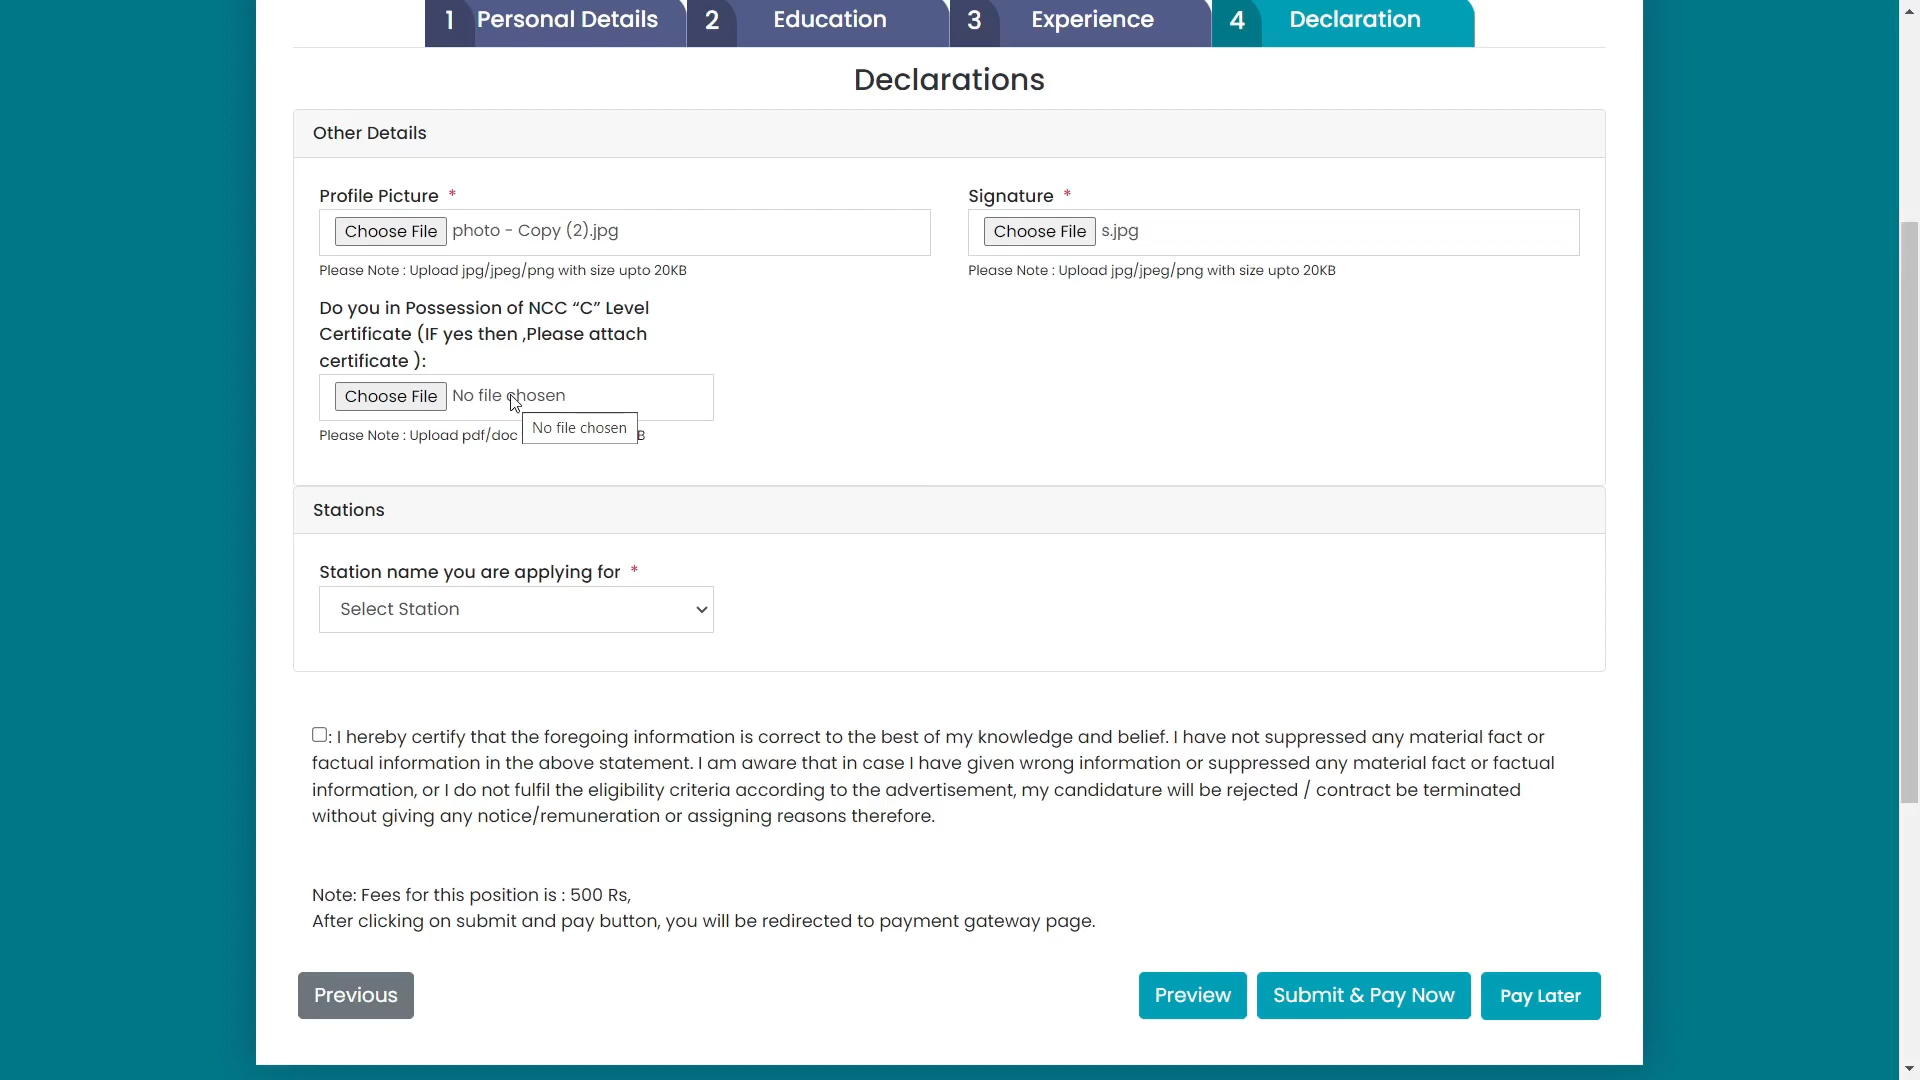 1 Personal Details 2 Education 3 Experience 4 Declaration
Declarations
Other Details
Profile Picture *
Choose File photo - Copy (2).jpg
Please Note : Upload jpg/jpeg/png with size upto 20KB
Signature *
Choose File s.jpg
Please Note : Upload jpg/jpeg/png with size upto 20KB
Do you in Possession of NCC “C” Level
Certificate (IF yes then ,Please attach
certificate ):
Choose File No file chosen
No file chosen
Please Note : Upload pdf/doc B
Stations
Station name you are applying for *
Select Station
: I hereby certify that the foregoing information is correct to the best of my knowledge and belief. I have not suppressed any material fact or
factual information in the above statement. I am aware that in case I have given wrong information or suppressed any material fact or factual
information, or I do not fulfil the eligibility criteria according to the advertisement, my candidature will be rejected / contract be terminated
without giving any notice/remuneration or assigning reasons therefore.
Note: Fees for this position is : 500 Rs,
After clicking on submit and pay button, you will be redirected to payment gateway page.
Previous Preview Submit & Pay Now Pay Later